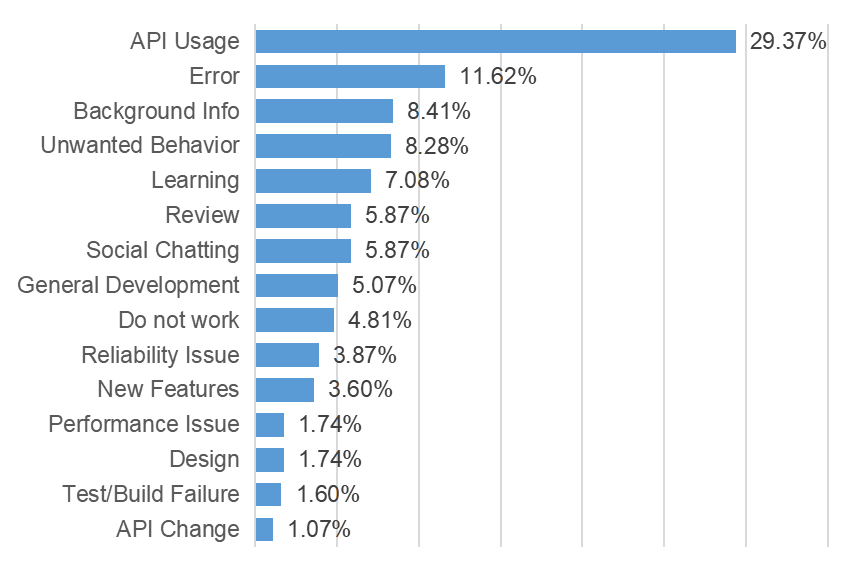 API Usage 29.37%
Error 11.62%
Background Info 8.41%
Unwanted Behavior 8.28%
Learning 7.08%
Review 5.87%
Social Chatting 5.87%
General Development 5.07%
Do not work 4.81%
Reliability Issue 3.87%
New Features 3.60%
Performance Issue 1.74%
Design 1.74%
Test/Build Failure 1.60%
API Change 1.07%